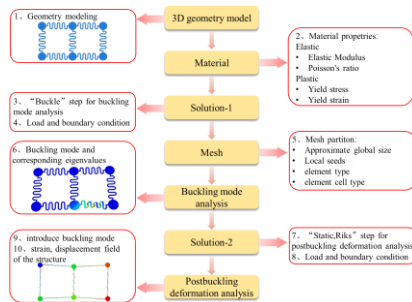 1、Geometry modeling
3D geometry model
2、Material propetries:
Elastic
• Elastic Modulus
• Poisson's ratio
Plastic
• Yield stress
• Yield strain
Material
3、"Buckle" step for buckling
mode analysis
4、Load and boundary condition
Solution-1
5、Mesh partiton:
• Approximate global size
• Local seeds
• element type
• element cell type
Mesh
6、Buckling mode and
corresponding eigenvalues
Buckling mode
analysis
7、"Static,Riks" step for
postbuckling deformation analysis
8、Load and boundary condition
Solution-2
9、introduce buckling mode
10、strain, displacement field
of the structure
Postbuckling
deformation analysis